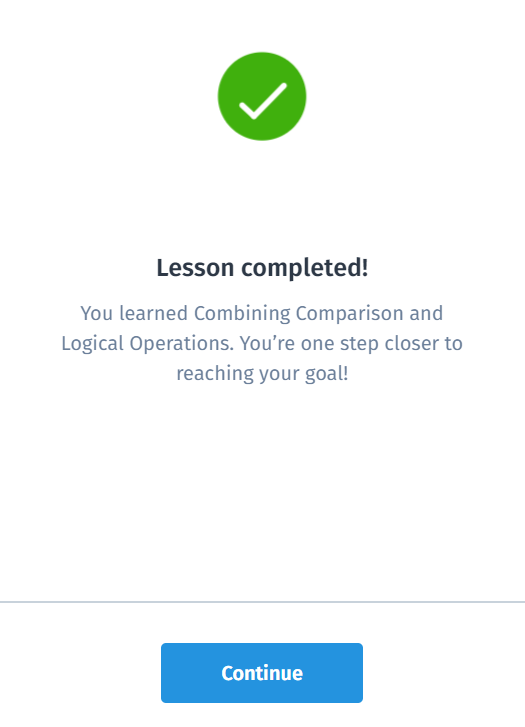 Lesson completed!
You learned Combining Comparison and
Logical Operations. You’re one step closer to
reaching your goal!
Continue